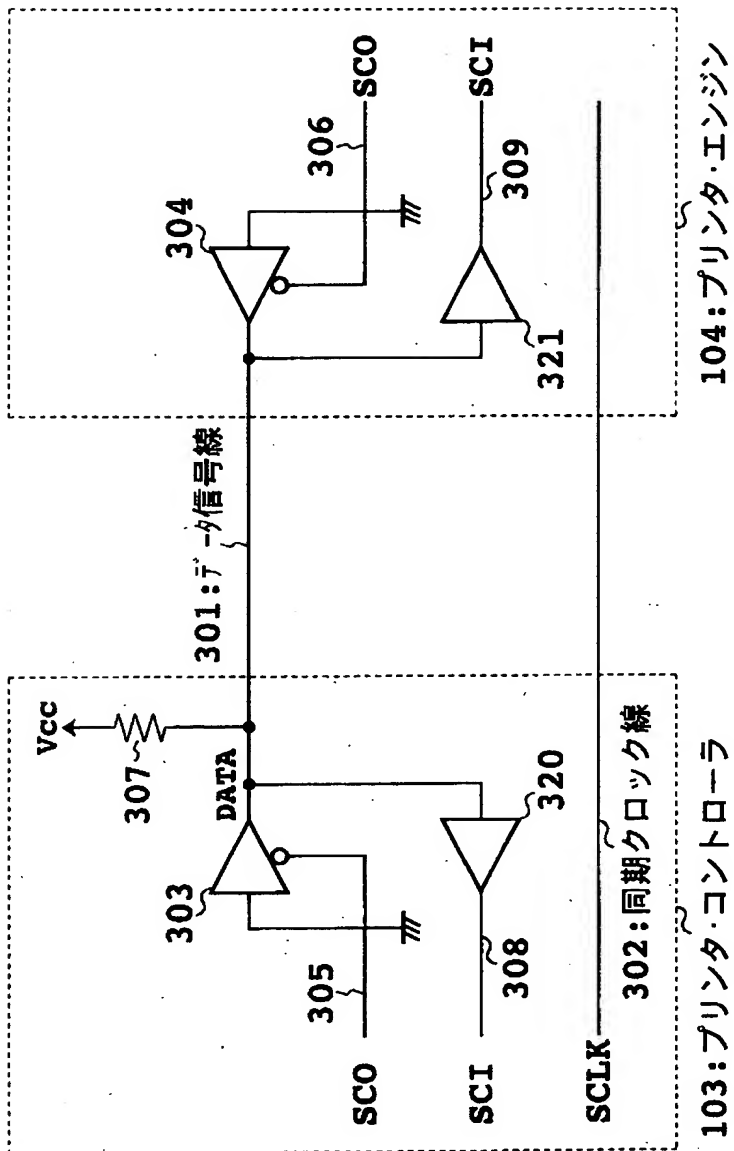 Vcc
307
DATA
303
305
SCO
308
SCI
320
SCLK
302:同期クロック線
103:プリンタ・コントローラ
301:データ信号線
304
306
SCO
309
SCI
321
104:プリンタ・エンジン